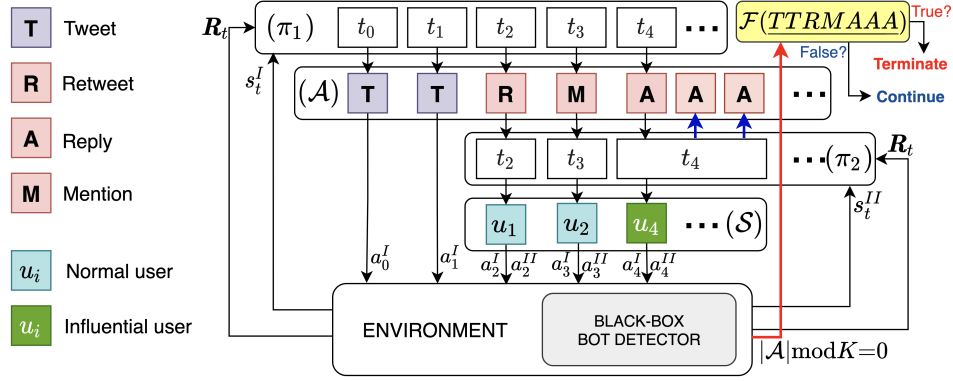 T Tweet
R Retweet
A Reply
M Mention
u_i Normal user
u_i Influential user
R_t (π_1) t_0 t_1 t_2 t_3 t_4 ...
F(TTRMAAA) True?
False? Terminate
Continue
s_t^I
(A) T T R M A A A ...
t_2 t_3 t_4 ...(π_2) R_t
s_t^{II}
u_1 u_2 u_4 ...(S)
a_0^I a_1^I a_2^I a_2^{II} a_3^I a_3^{II} a_4^I a_4^{II}
ENVIRONMENT
BLACK-BOX
BOT DETECTOR
|A|modK=0